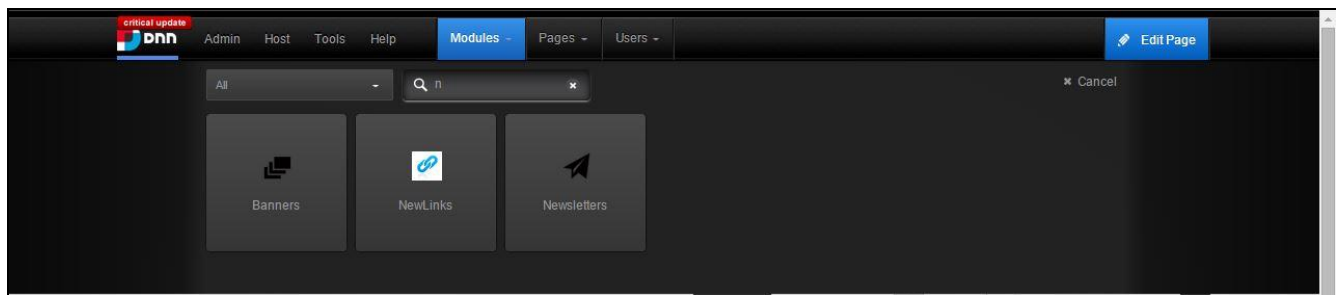 critical update
DNN Admin Host Tools Help Modules Pages Users Edit Page
All n Cancel
Banners NewLinks Newsletters